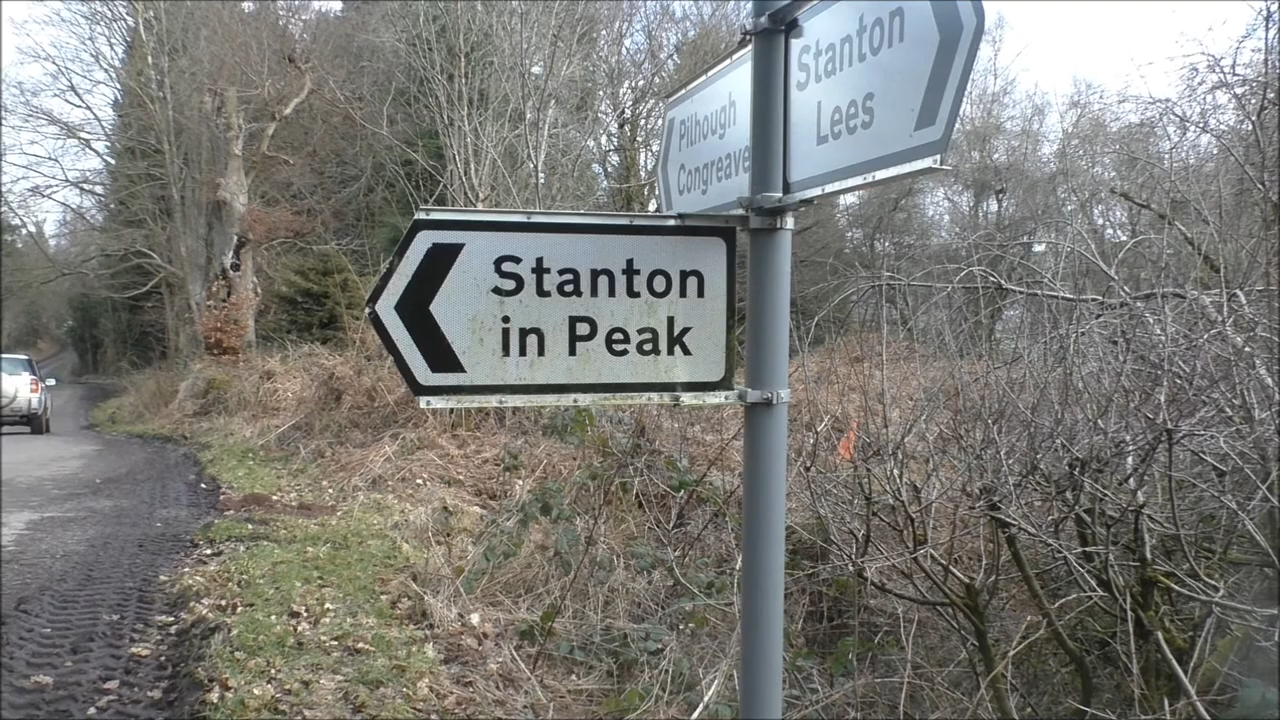 Stanton
Lees
Pilhough
Congreave
Stanton
in Peak